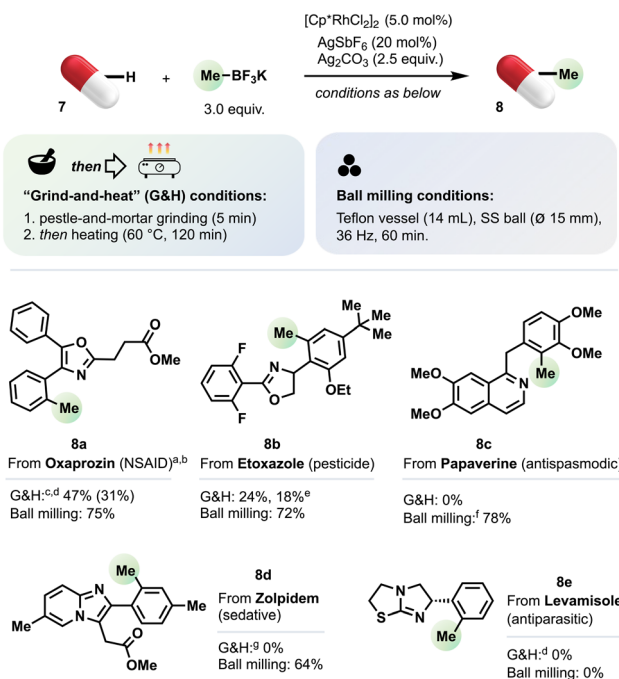 [Cp*RhCl2]2 (5.0 mol%)
AgSbF6 (20 mol%)
Ag2CO3 (2.5 equiv.)
H + Me–BF3K Me
conditions as below
7 3.0 equiv. 8
then
“Grind-and-heat” (G&H) conditions:
1. pestle-and-mortar grinding (5 min)
2. then heating (60 °C, 120 min)
Ball milling conditions:
Teflon vessel (14 mL), SS ball (Ø 15 mm),
36 Hz, 60 min.
O
N
O
OMe
Me
8a
From Oxaprozin (NSAID)a,b
G&H:c,d 47% (31%)
Ball milling: 75%
Me
Me
Me
Me
F
N
O
F
OEt
8b
From Etoxazole (pesticide)
G&H: 24%, 18%e
Ball milling: 72%
OMe
OMe
Me
MeO
N
MeO
8c
From Papaverine (antispasmodic)
G&H: 0%
Ball milling:f 78%
Me
N
Me
N
Me
O
OMe
8d
From Zolpidem
(sedative)
G&H:g 0%
Ball milling: 64%
N
S
N
Me
8e
From Levamisole
(antiparasitic)
G&H:d 0%
Ball milling: 0%